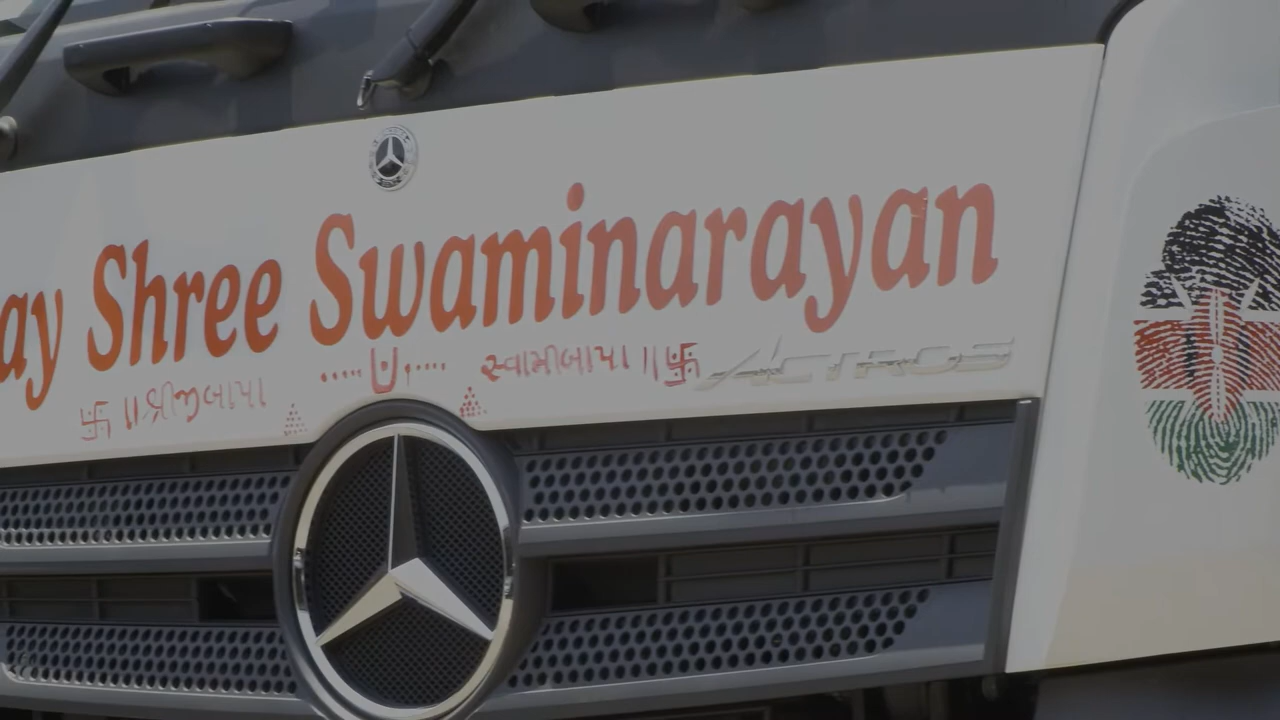 ay Shree Swaminarayan
卐 ॥ શ્રીજીબાપા ..... .... સ્વામીબાપા ॥ 卐 ACTROS